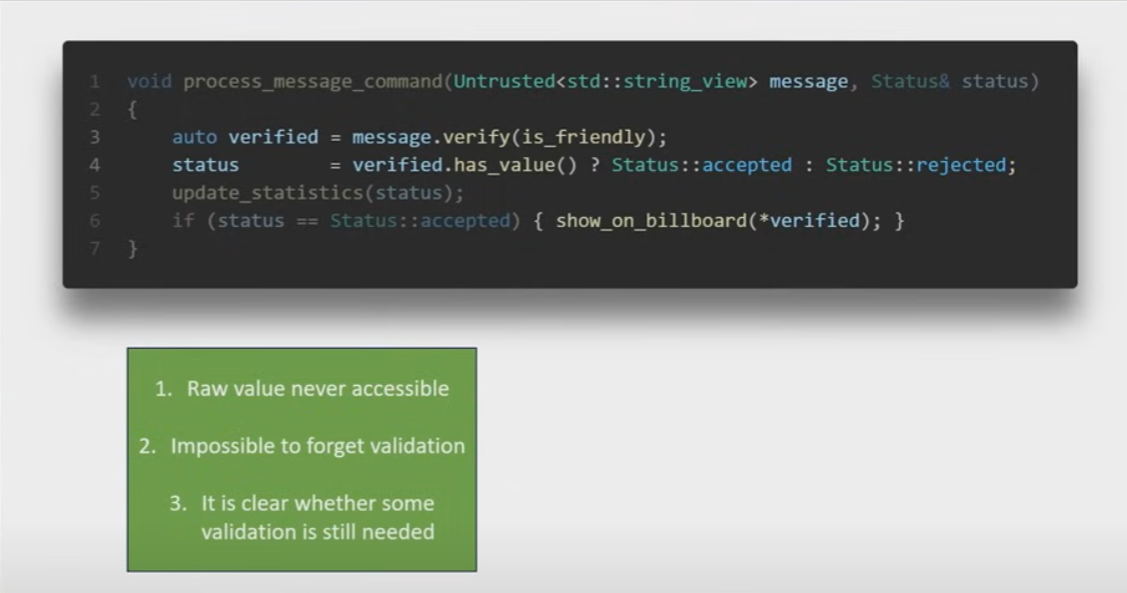 1 void process_message_command(Untrusted<std::string_view> message, Status& status)
2 {
3     auto verified = message.verify(is_friendly);
4     status        = verified.has_value() ? Status::accepted : Status::rejected;
5     update_statistics(status);
6     if (status == Status::accepted) { show_on_billboard(*verified); }
7 }
1. Raw value never accessible
2. Impossible to forget validation
3. It is clear whether some
validation is still needed